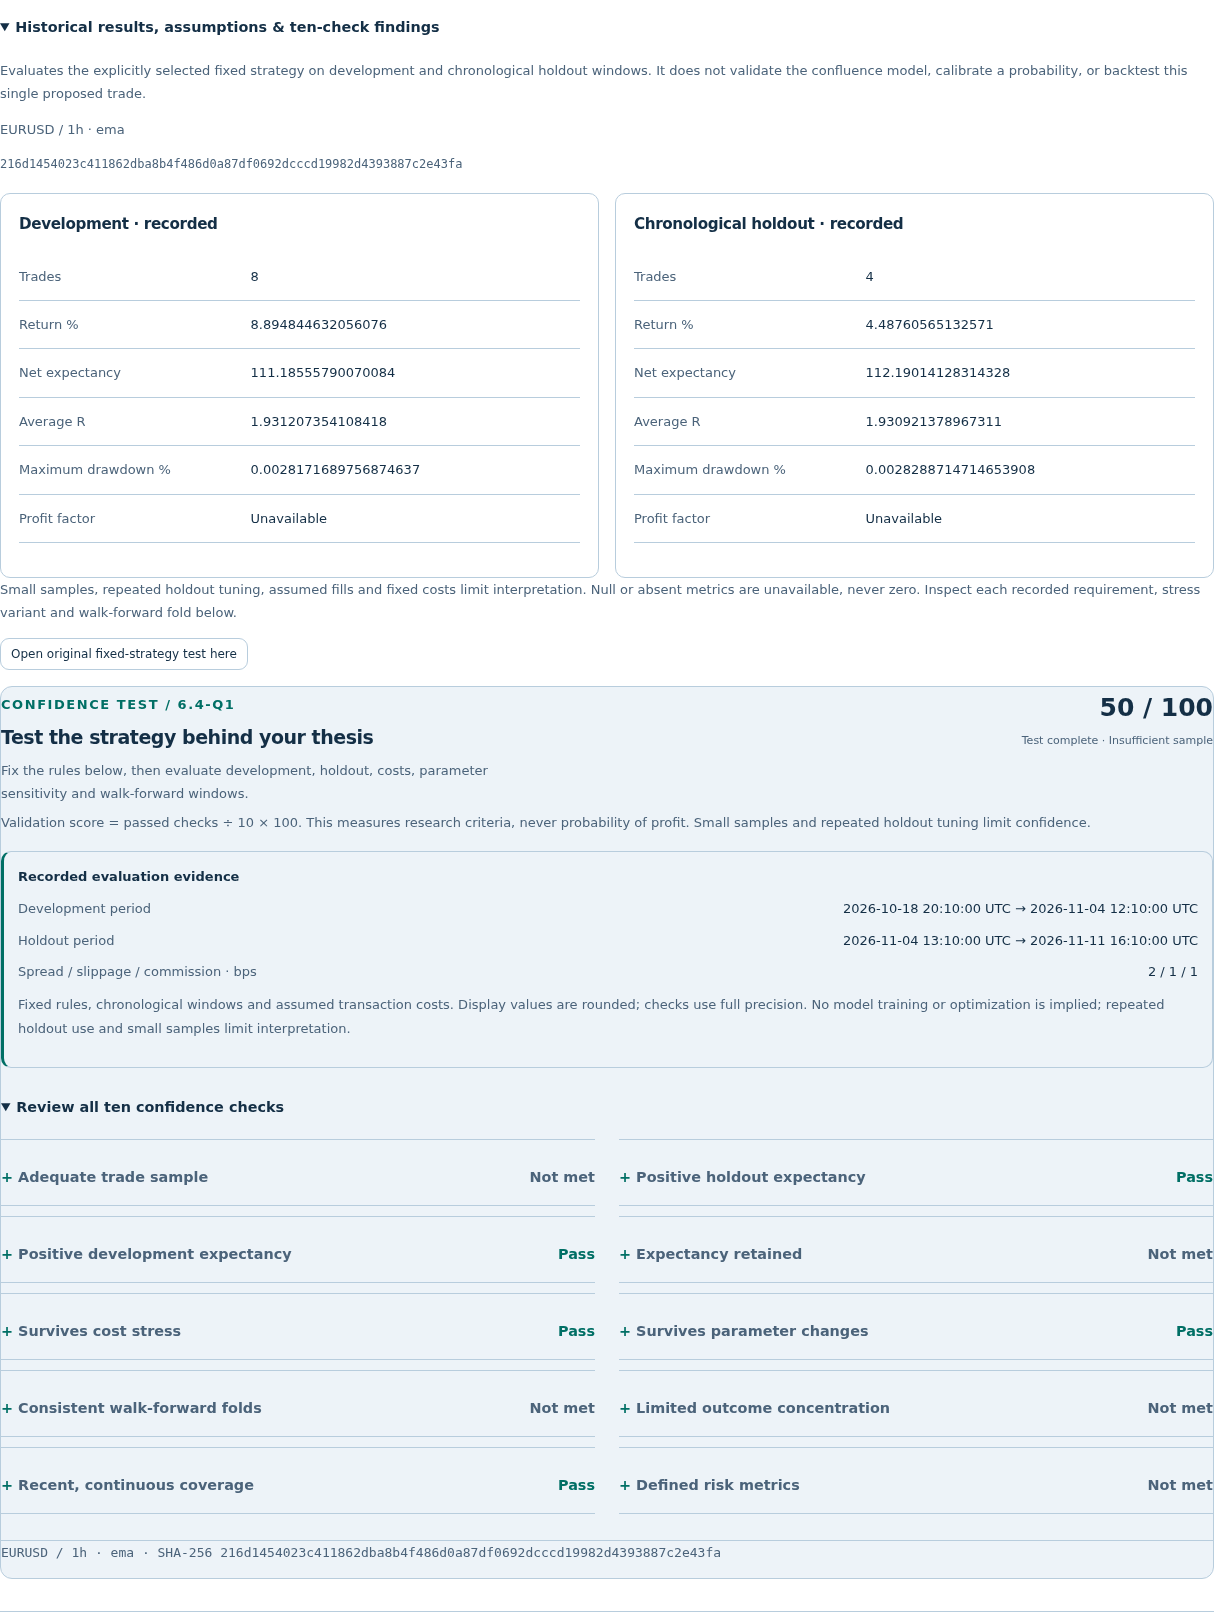 ▼ Historical results, assumptions & ten-check findings
Evaluates the explicitly selected fixed strategy on development and chronological holdout windows. It does not validate the confluence model, calibrate a probability, or backtest this
single proposed trade.
EURUSD / 1h · ema
216d1454023c411862dba8b4f486d0a87df0692dcccd19982d4393887c2e43fa
Development · recorded
Trades 8
Return % 8.894844632056076
Net expectancy 111.18555790070084
Average R 1.931207354108418
Maximum drawdown % 0.0028171689756874637
Profit factor Unavailable
Chronological holdout · recorded
Trades 4
Return % 4.48760565132571
Net expectancy 112.19014128314328
Average R 1.930921378967311
Maximum drawdown % 0.0028288714714653908
Profit factor Unavailable
Small samples, repeated holdout tuning, assumed fills and fixed costs limit interpretation. Null or absent metrics are unavailable, never zero. Inspect each recorded requirement, stress
variant and walk-forward fold below.
Open original fixed-strategy test here
CONFIDENCE TEST / 6.4-Q1
50 / 100
Test the strategy behind your thesis
Test complete · Insufficient sample
Fix the rules below, then evaluate development, holdout, costs, parameter
sensitivity and walk-forward windows.
Validation score = passed checks ÷ 10 × 100. This measures research criteria, never probability of profit. Small samples and repeated holdout tuning limit confidence.
Recorded evaluation evidence
Development period 2026-10-18 20:10:00 UTC → 2026-11-04 12:10:00 UTC
Holdout period 2026-11-04 13:10:00 UTC → 2026-11-11 16:10:00 UTC
Spread / slippage / commission · bps 2 / 1 / 1
Fixed rules, chronological windows and assumed transaction costs. Display values are rounded; checks use full precision. No model training or optimization is implied; repeated
holdout use and small samples limit interpretation.
▼ Review all ten confidence checks
+ Adequate trade sample Not met
+ Positive holdout expectancy Pass
+ Positive development expectancy Pass
+ Expectancy retained Not met
+ Survives cost stress Pass
+ Survives parameter changes Pass
+ Consistent walk-forward folds Not met
+ Limited outcome concentration Not met
+ Recent, continuous coverage Pass
+ Defined risk metrics Not met
EURUSD / 1h · ema · SHA-256 216d1454023c411862dba8b4f486d0a87df0692dcccd19982d4393887c2e43fa